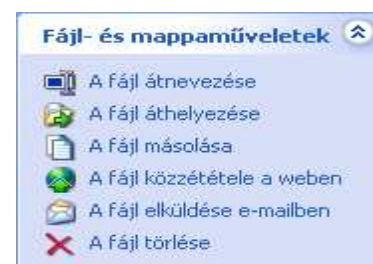 Fájl- és mappaműveletek
A fájl átnevezése
A fájl áthelyezése
A fájl másolása
A fájl közzététele a weben
A fájl elküldése e-mailben
A fájl törlése